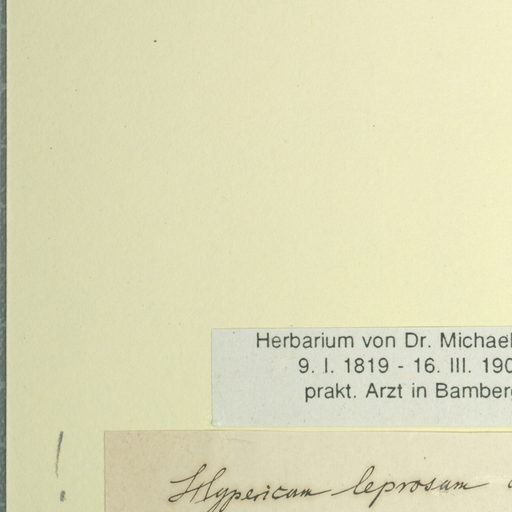 Herbarium von Dr. Michael
9. I. 1819 - 16. III. 190
prakt. Arzt in Bamberg
!
Hypericum leprosum